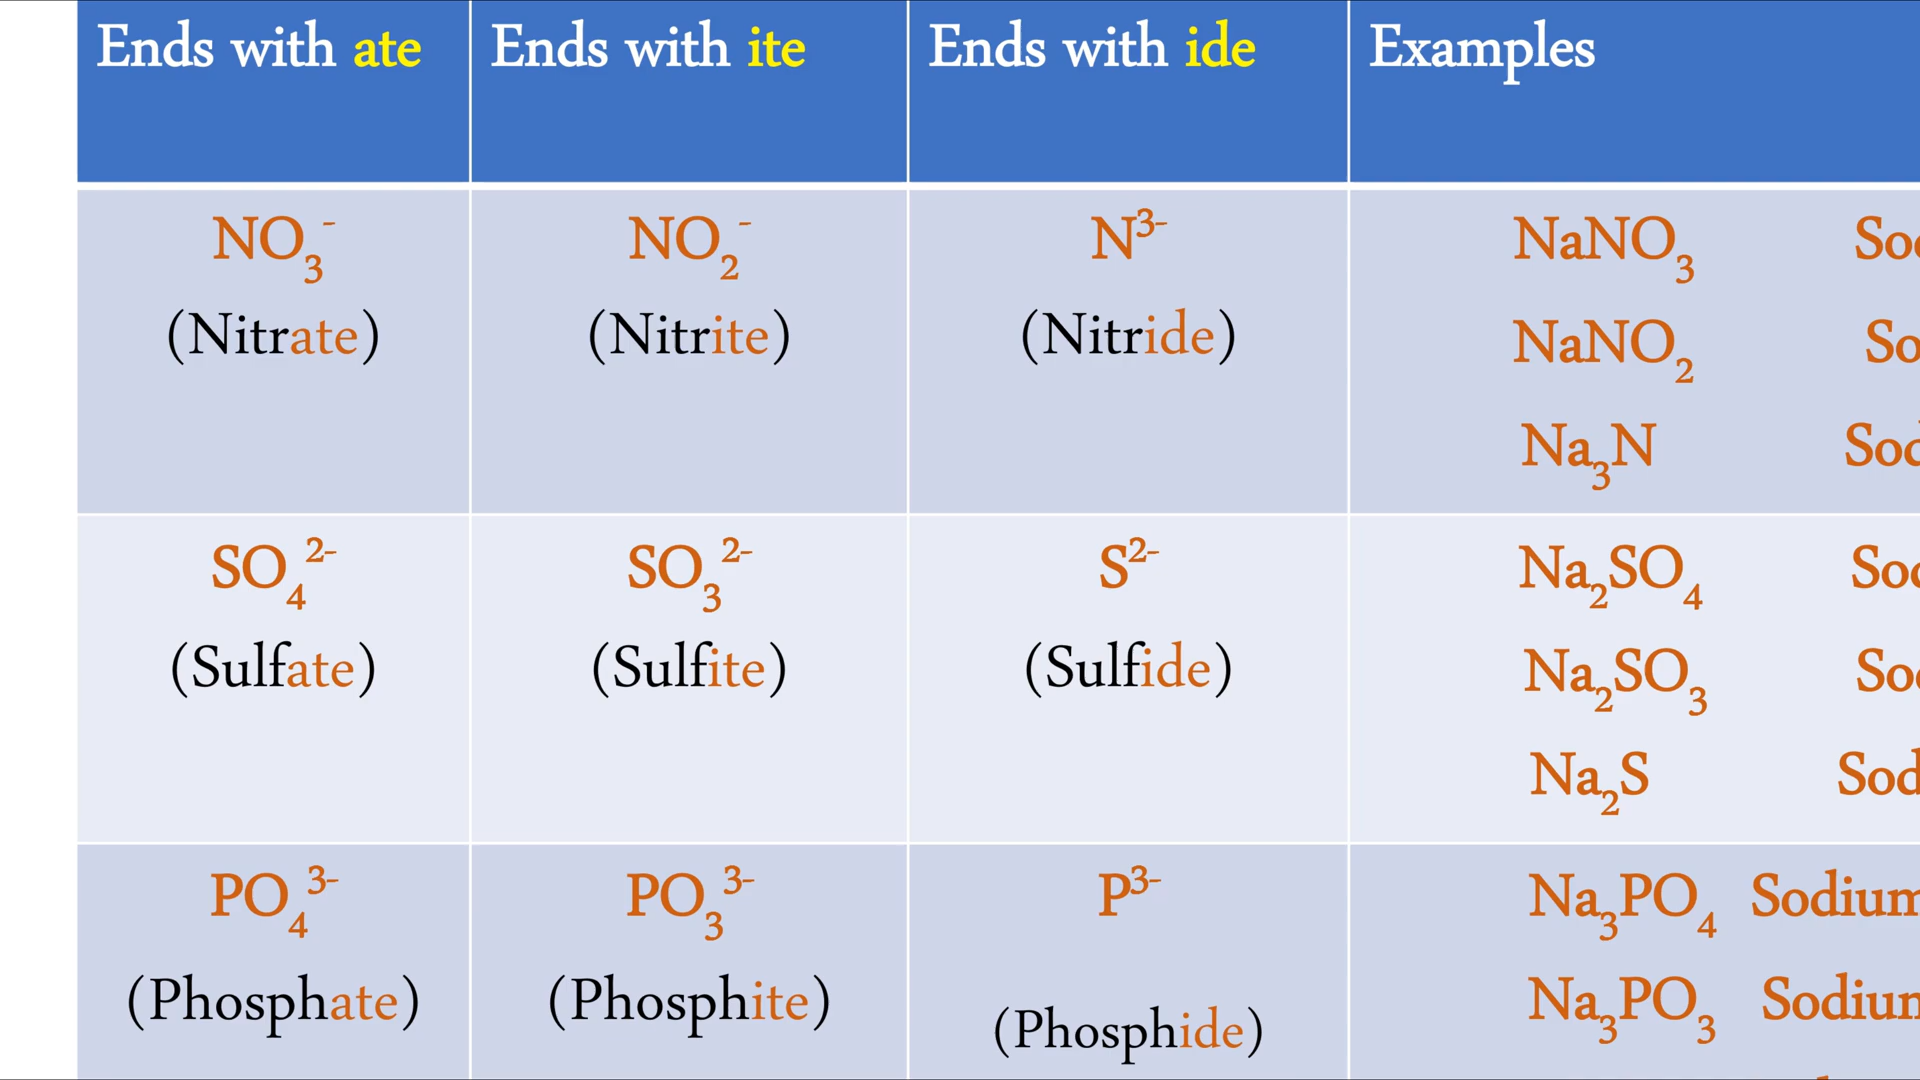 Ends with ate Ends with ite Ends with ide Examples
NO₃⁻ NO₂⁻ N³⁻ NaNO₃
(Nitrate) (Nitrite) (Nitride) NaNO₂
Na₃N
SO₄²⁻ SO₃²⁻ S²⁻ Na₂SO₄
(Sulfate) (Sulfite) (Sulfide) Na₂SO₃
Na₂S
PO₄³⁻ PO₃³⁻ P³⁻ Na₃PO₄ Sodium
(Phosphate) (Phosphite) (Phosphide) Na₃PO₃